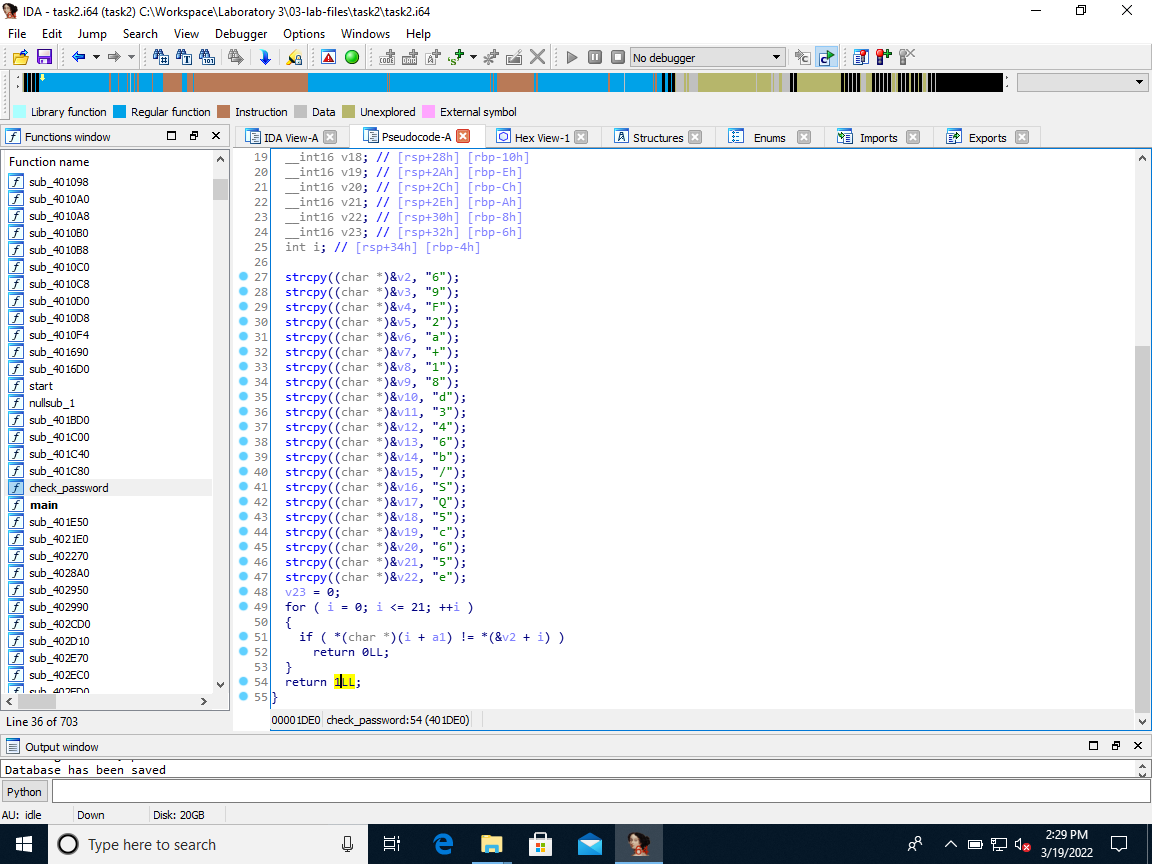 IDA - task2.i64 (task2) C:\Workspace\Laboratory 3\03-lab-files\task2\task2.i64
File Edit Jump Search View Debugger Options Windows Help
No debugger
Library function Regular function Instruction Data Unexplored External symbol
Functions window
IDA View-A Pseudocode-A Hex View-1 Structures Enums Imports Exports
Function name
sub_401098
sub_4010A0
sub_4010A8
sub_4010B0
sub_4010B8
sub_4010C0
sub_4010C8
sub_4010D0
sub_4010D8
sub_4010F4
sub_401690
sub_4016D0
start
nullsub_1
sub_401BD0
sub_401C00
sub_401C40
sub_401C80
check_password
main
sub_401E50
sub_4021E0
sub_402270
sub_4028A0
sub_402950
sub_402990
sub_402CD0
sub_402D10
sub_402E70
sub_402EC0
sub_402ED0
Line 36 of 703
19 __int16 v18; // [rsp+28h] [rbp-10h]
20 __int16 v19; // [rsp+2Ah] [rbp-Eh]
21 __int16 v20; // [rsp+2Ch] [rbp-Ch]
22 __int16 v21; // [rsp+2Eh] [rbp-Ah]
23 __int16 v22; // [rsp+30h] [rbp-8h]
24 __int16 v23; // [rsp+32h] [rbp-6h]
25 int i; // [rsp+34h] [rbp-4h]
26
27 strcpy((char *)&v2, "6");
28 strcpy((char *)&v3, "9");
29 strcpy((char *)&v4, "F");
30 strcpy((char *)&v5, "2");
31 strcpy((char *)&v6, "a");
32 strcpy((char *)&v7, "+");
33 strcpy((char *)&v8, "1");
34 strcpy((char *)&v9, "8");
35 strcpy((char *)&v10, "d");
36 strcpy((char *)&v11, "3");
37 strcpy((char *)&v12, "4");
38 strcpy((char *)&v13, "6");
39 strcpy((char *)&v14, "b");
40 strcpy((char *)&v15, "/");
41 strcpy((char *)&v16, "S");
42 strcpy((char *)&v17, "Q");
43 strcpy((char *)&v18, "5");
44 strcpy((char *)&v19, "c");
45 strcpy((char *)&v20, "6");
46 strcpy((char *)&v21, "5");
47 strcpy((char *)&v22, "e");
48 v23 = 0;
49 for ( i = 0; i <= 21; ++i )
50 {
51 if ( *(char *)(i + a1) != *(&v2 + i) )
52 return 0LL;
53 }
54 return 1LL;
55 }
00001DE0 check_password:54 (401DE0)
Output window
Database has been saved
Python
AU: idle Down Disk: 20GB
Type here to search
2:29 PM
3/19/2022